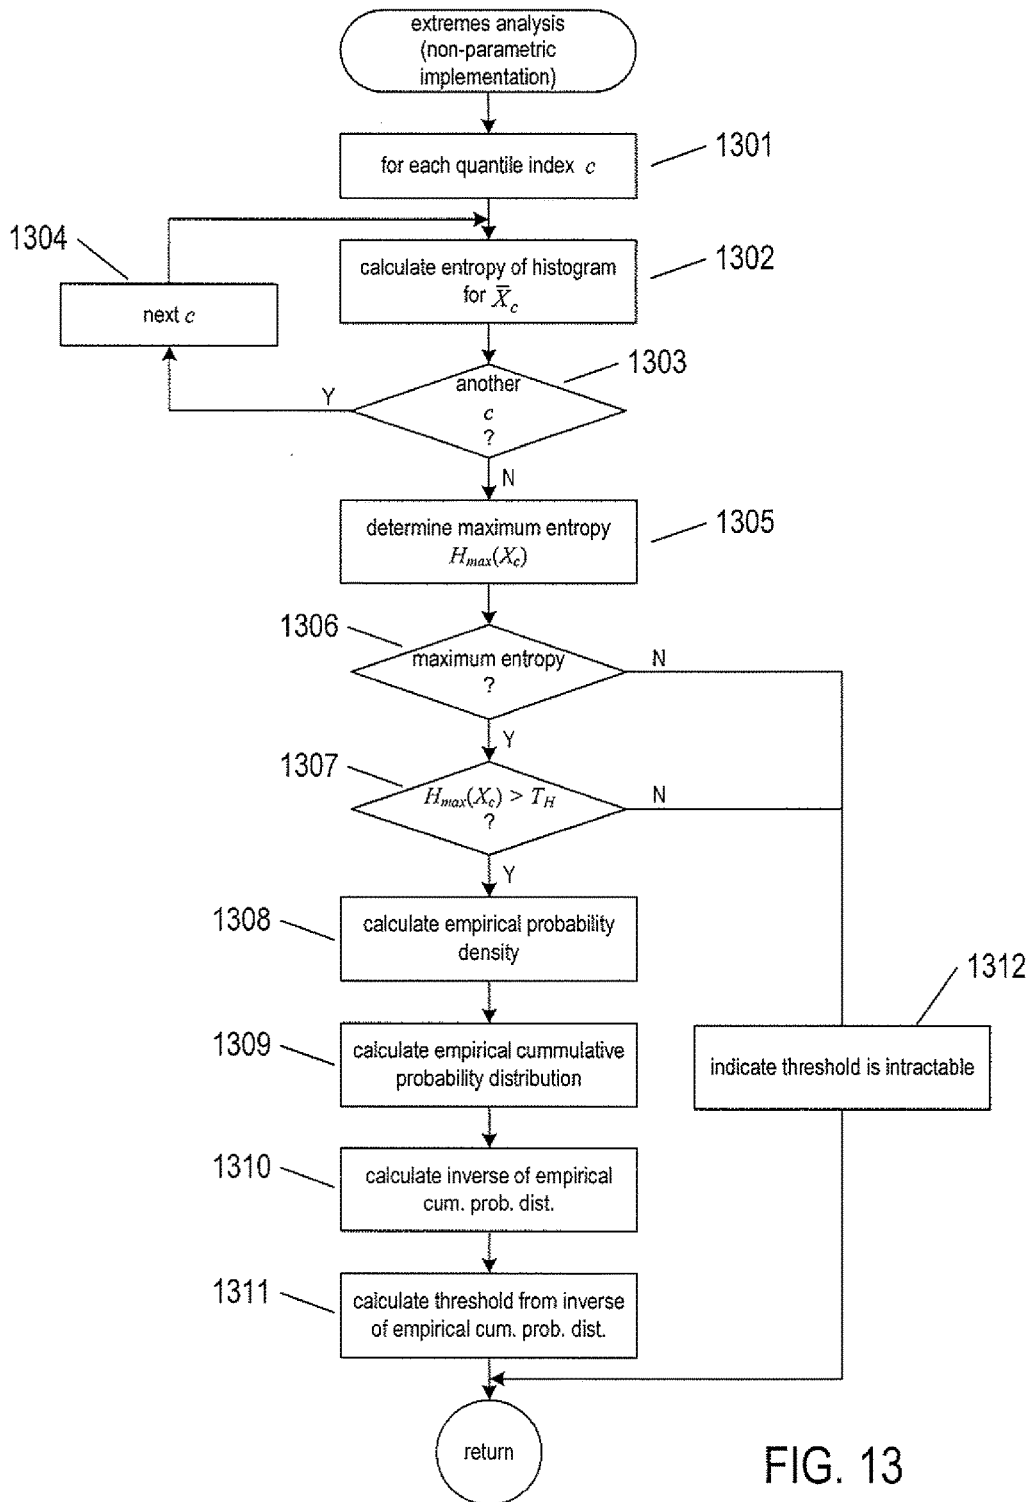 extremes analysis
(non-parametric
implementation)
1301
for each quantile index c
1304
1302
calculate entropy of histogram
for X̄c
next c
1303
another
c
?
Y
N
1305
determine maximum entropy
Hmax(Xc)
1306
maximum entropy
?
N
Y
1307
Hmax(Xc) > TH
?
N
Y
1308
calculate empirical probability
density
1312
1309
calculate empirical cummulative
probability distribution
indicate threshold is intractable
1310
calculate inverse of empirical
cum. prob. dist.
1311
calculate threshold from inverse
of empirical cum. prob. dist.
return
FIG. 13